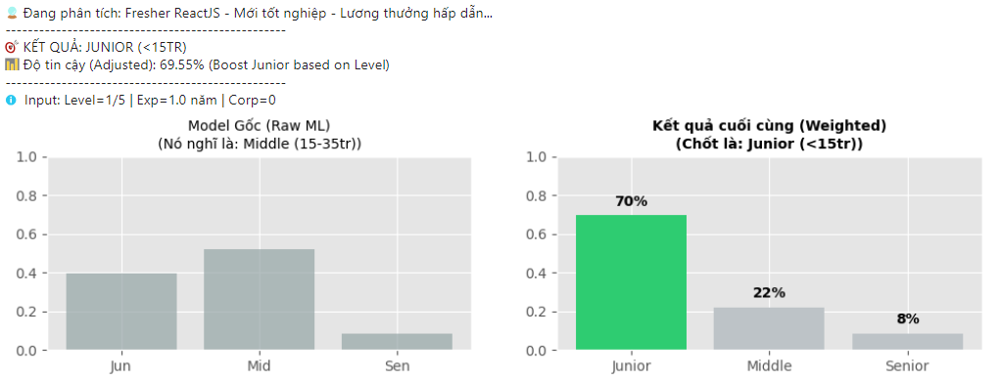 Đang phân tích: Fresher ReactJS - Mới tốt nghiệp - Lương thưởng hấp dẫn...
--------------------------------------------------
KẾT QUẢ: JUNIOR (<15TR)
Độ tin cậy (Adjusted): 69.55% (Boost Junior based on Level)
--------------------------------------------------
Input: Level=1/5 | Exp=1.0 năm | Corp=0
Model Gốc (Raw ML)
(Nó nghĩ là: Middle (15-35tr))
1.0
0.8
0.6
0.4
0.2
0.0
Jun Mid Sen
Kết quả cuối cùng (Weighted)
(Chốt là: Junior (<15tr))
1.0
0.8
0.6
0.4
0.2
0.0
70%
22%
8%
Junior Middle Senior